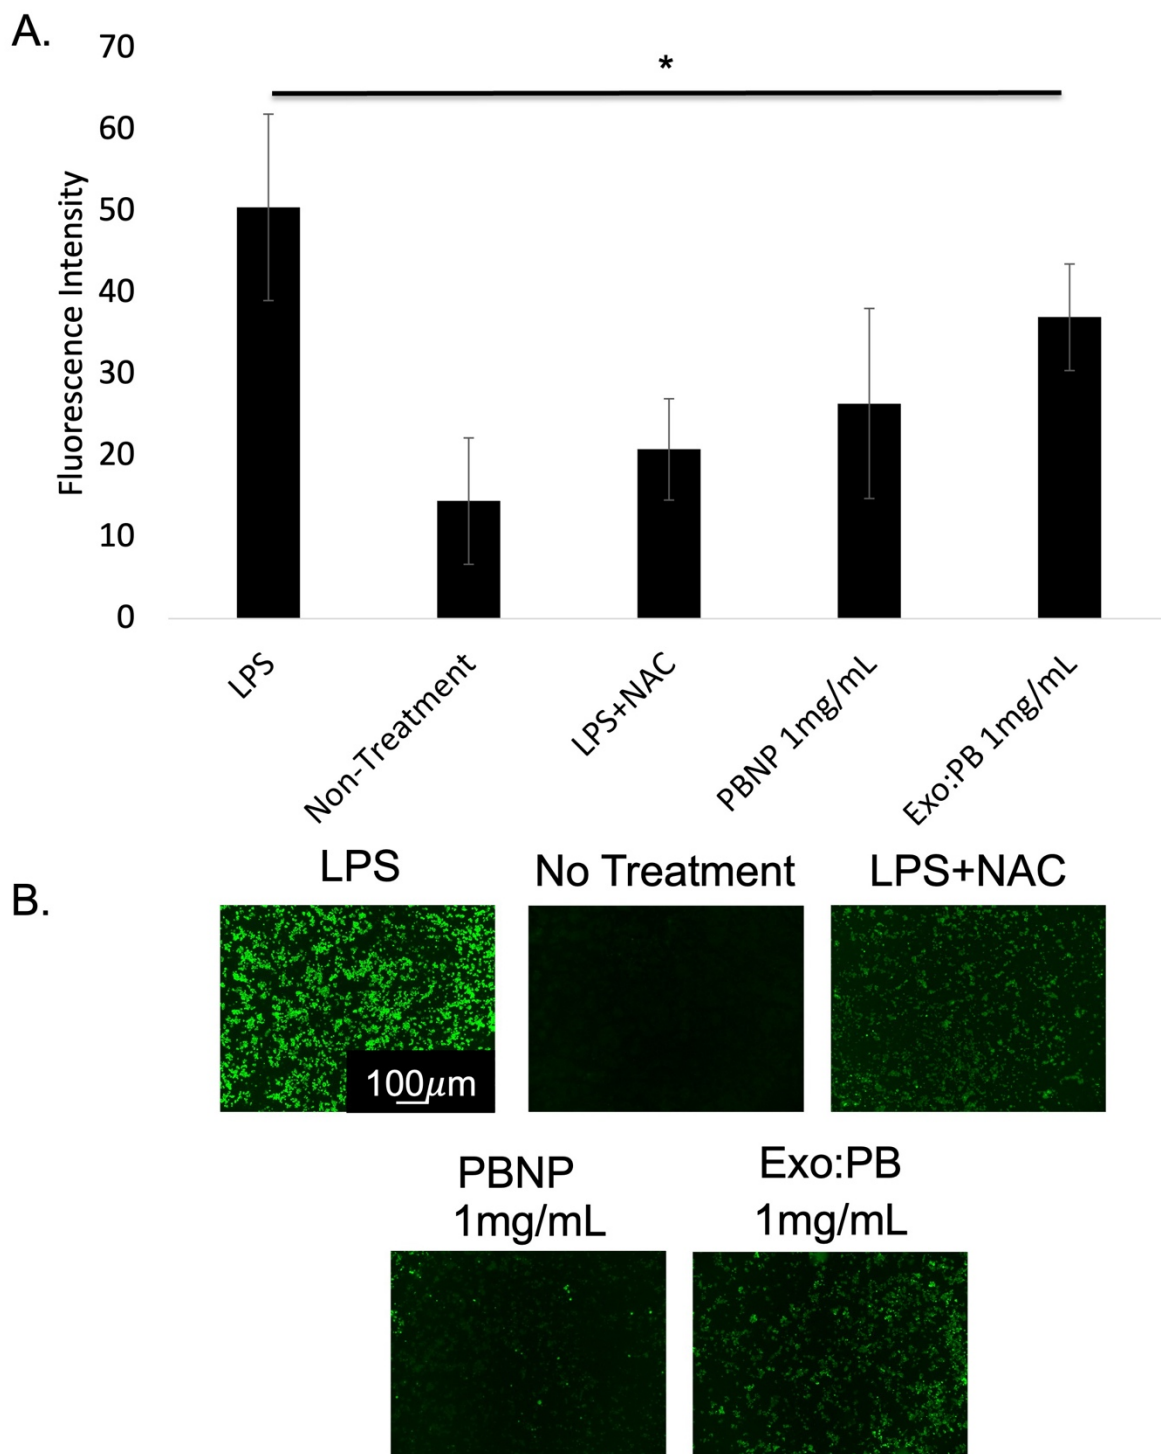 A.
70
*
60
50
40
30
20
10
0
Fluorescence Intensity
LPS
Non-Treatment
LPS+NAC
PBNP 1mg/mL
Exo:PB 1mg/mL
B.
LPS
No Treatment
LPS+NAC
100μm
PBNP
1mg/mL
Exo:PB
1mg/mL